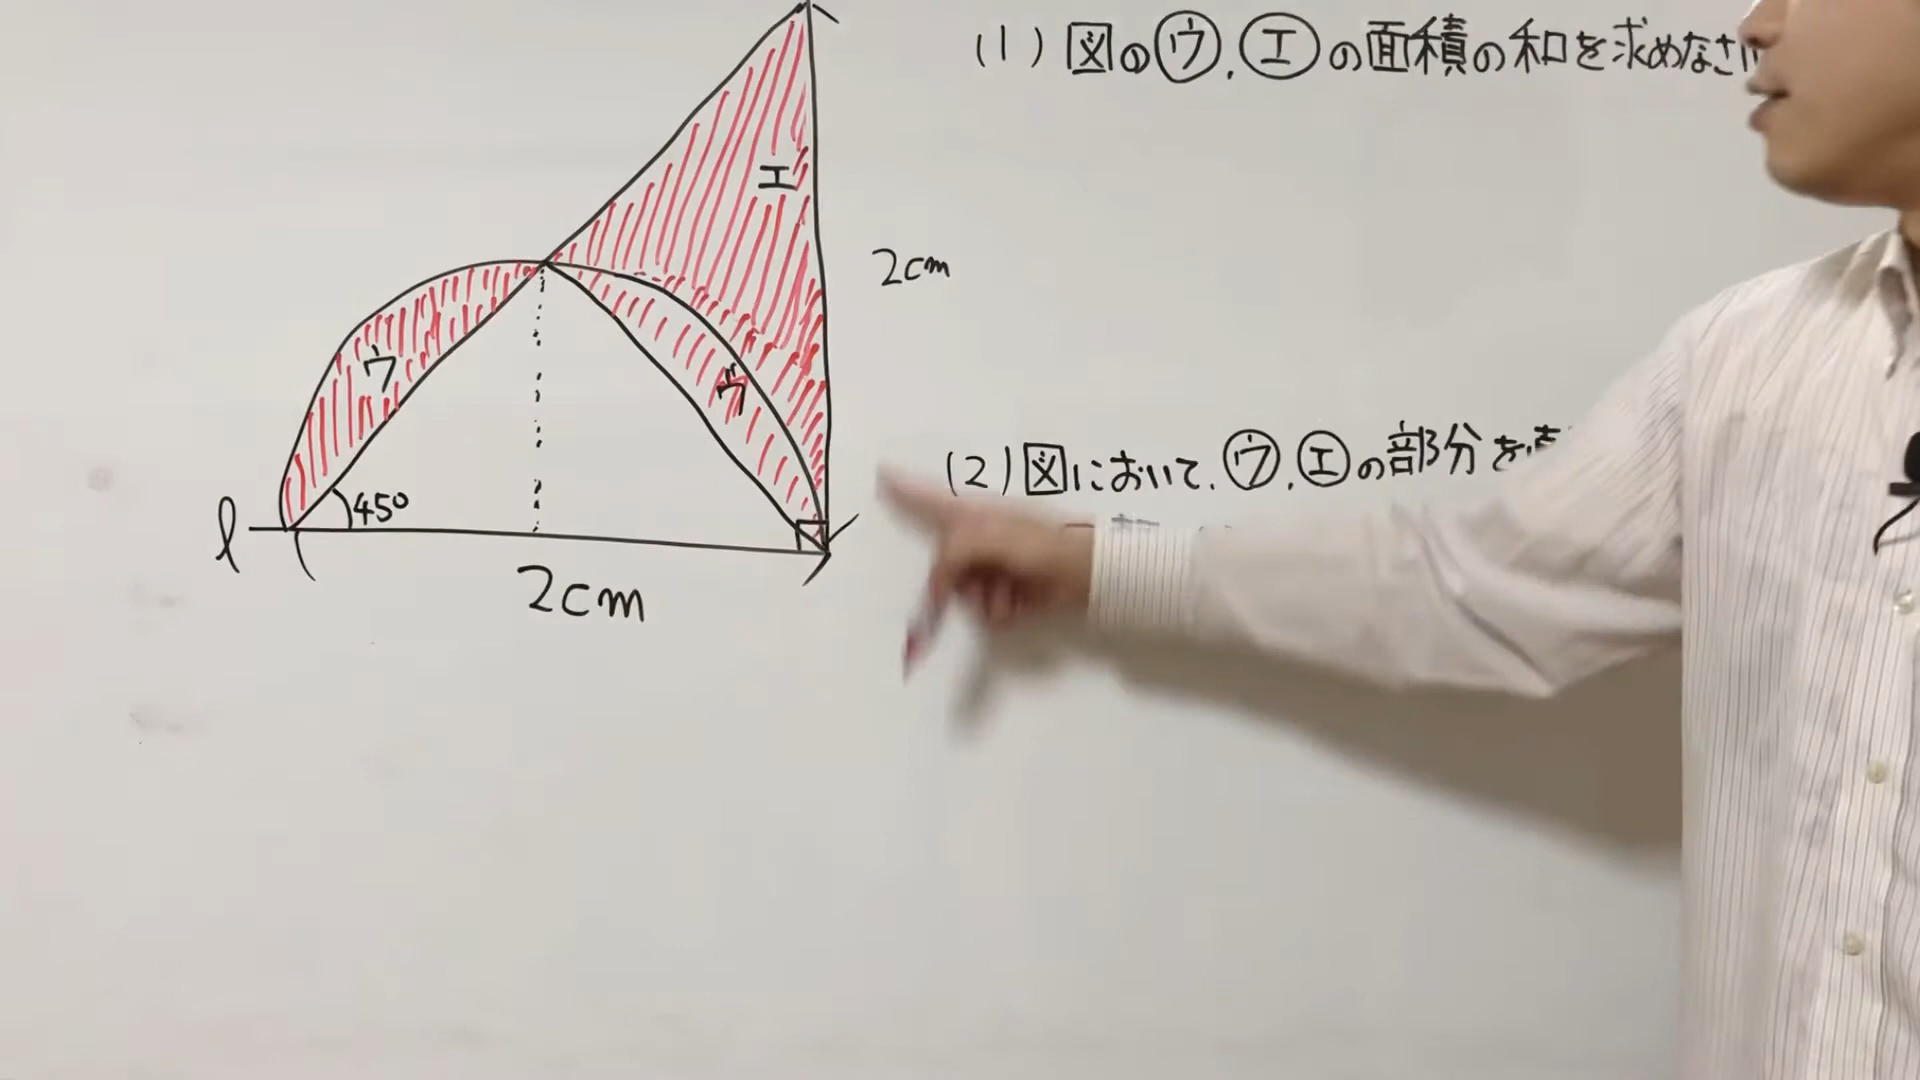 (1) 図の㋒,㋓の面積の和を求めなさい
エ
2cm
ウ
ウ
(2) 図において,㋒,㋓の部分を
45°
ℓ
2cm